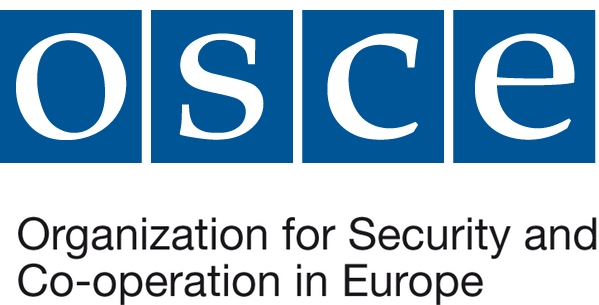 osce
Organization for Security and
Co-operation in Europe